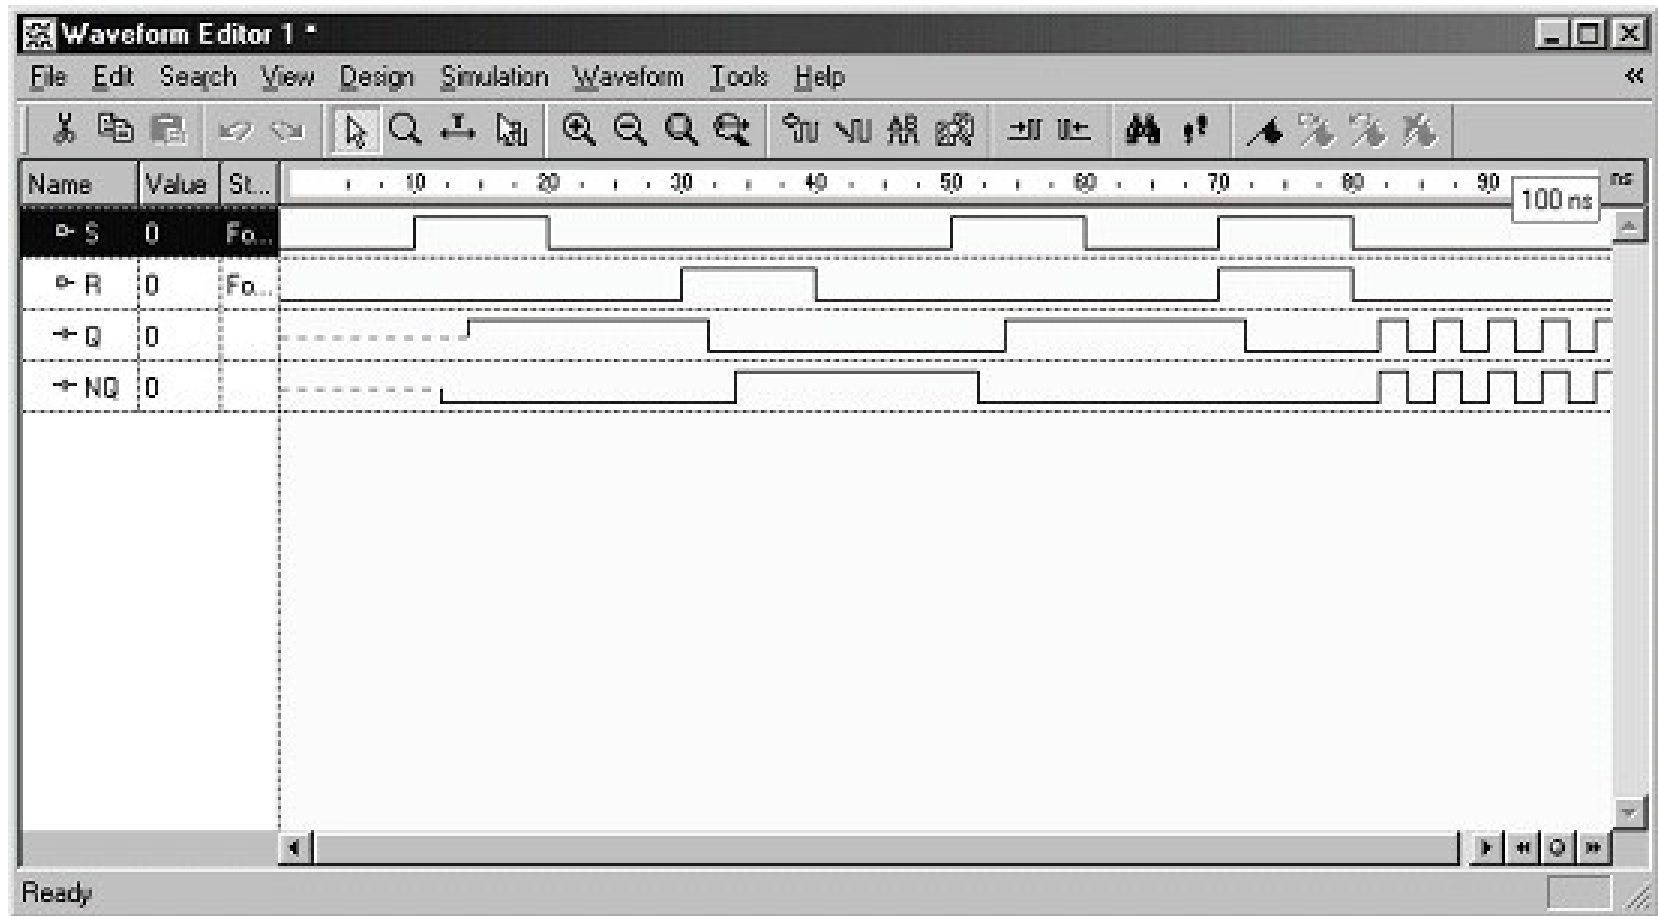 Waveform Editor 1 *
File Edit Search View Design Simulation Waveform Tools Help
Name Value St... 10 20 30 40 50 60 70 80 90 ns
100 ns
S 0 Fo...
R 0 Fo...
Q 0
NQ 0
Ready